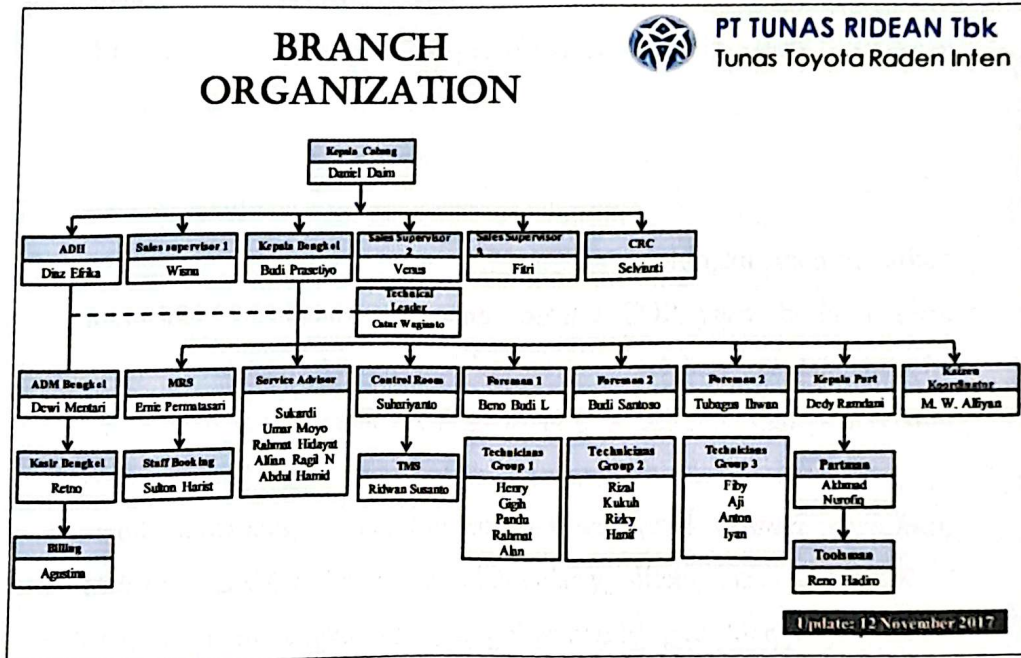 BRANCH
ORGANIZATION
PT TUNAS RIDEAN Tbk
Tunas Toyota Raden Inten
Kepala Cabang
Daniel Daim
ADH
Diaz Efrika
Sales supervisor 1
Wisnu
Kepala Bengkel
Budi Prasetiyo
Sales Supervisor
2
Venus
Sales Supervisor
Fitri
CRC
Selvianti
Technical
Leader
Catur Wagianto
ADM Bengkel
Dewi Mentari
MRS
Ernie Permatasari
Service Advisor
Sukardi
Umar Moyo
Rahmat Hidayat
Alfian Ragil N
Abdul Hamid
Control Room
Suhariyanto
Foreman 1
Beno Budi L
Foreman 2
Budi Santoso
Foreman 2
Tubagus Ihwan
Kepala Part
Dedy Ramdani
Kaizen
Koordinator
M. W. Alfiyan
Kasir Bengkel
Retno
Staff Booking
Sulton Harist
TMS
Ridwan Susanto
Technicians
Group 1
Henry
Gigih
Pandu
Rahmat
Alan
Technicians
Group 2
Rizal
Kukuh
Rizky
Hanif
Technicians
Group 3
Fiby
Aji
Anton
Iyan
Partman
Akhmad
Nurofiq
Billing
Agustina
Toolsman
Reno Hadiro
Update: 12 November 2017